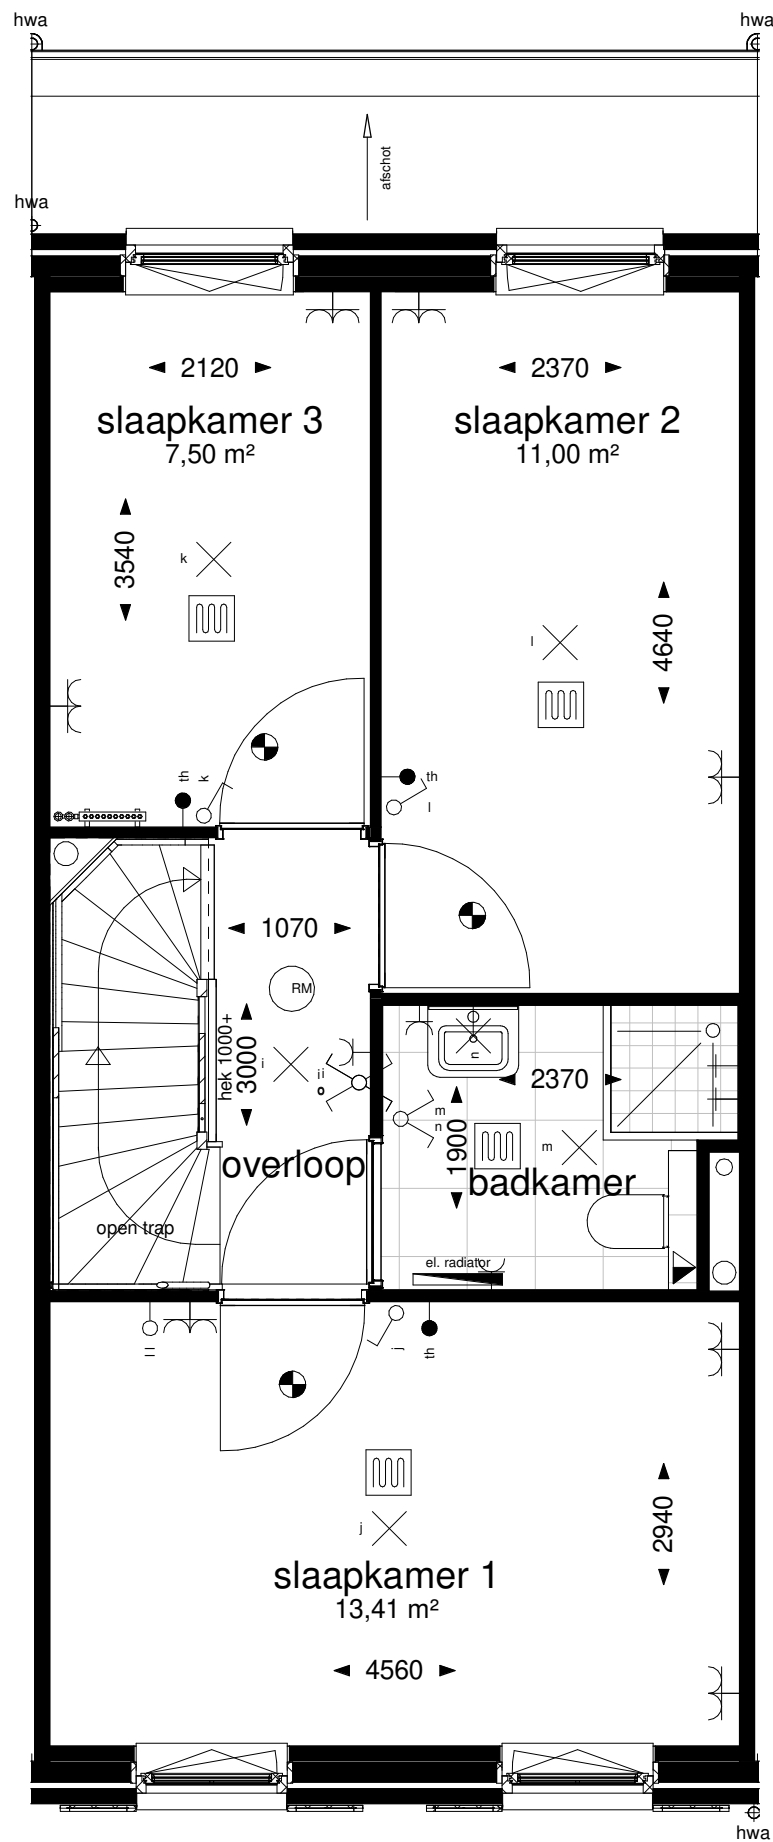 hwa
hwa
afschot
hwa
2120
2370
slaapkamer 3
7,50 m²
slaapkamer 2
11,00 m²
3540
k
l
4640
th
k
th
l
1070
RM
hek 1000+
3000
i
ii
o
n
2370
m
n
1900
m
overloop
badkamer
open trap
el. radiator
II
j
th
j
2940
slaapkamer 1
13,41 m²
4560
hwa